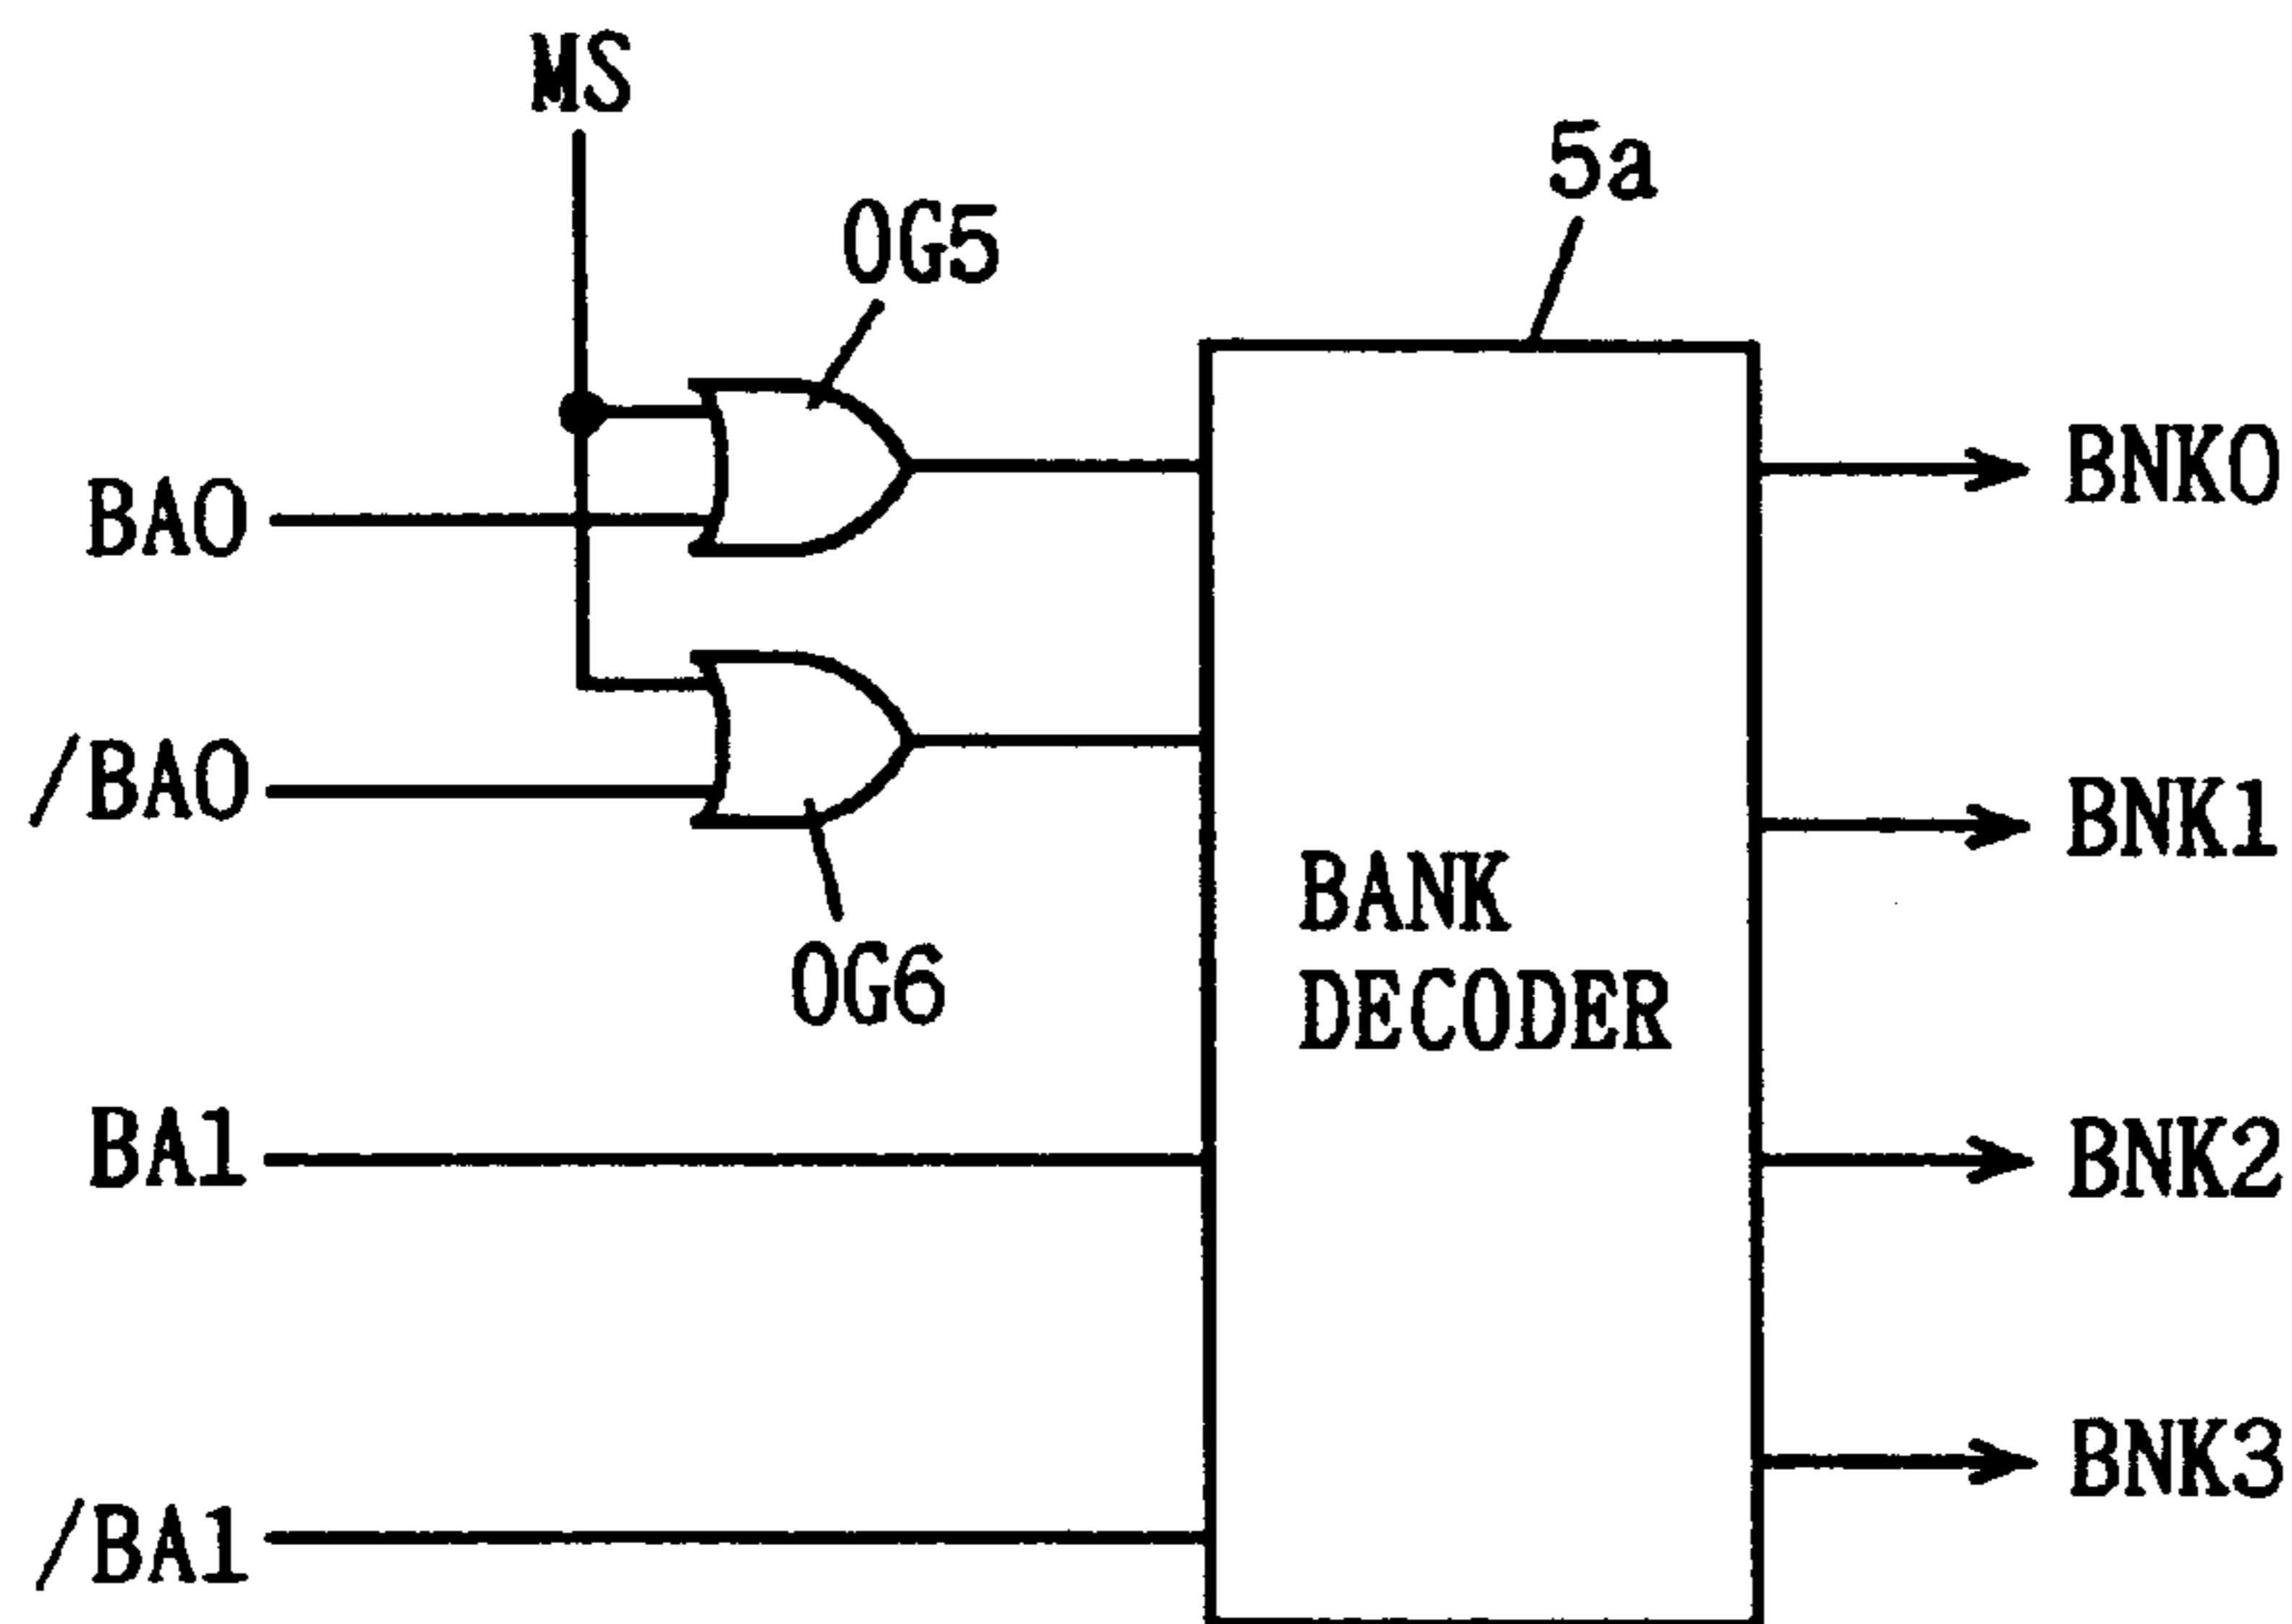 MS
5a
OG5
BA0
BNK0
/BA0
BNK1
BANK
DECODER
OG6
BA1
BNK2
BNK3
/BA1